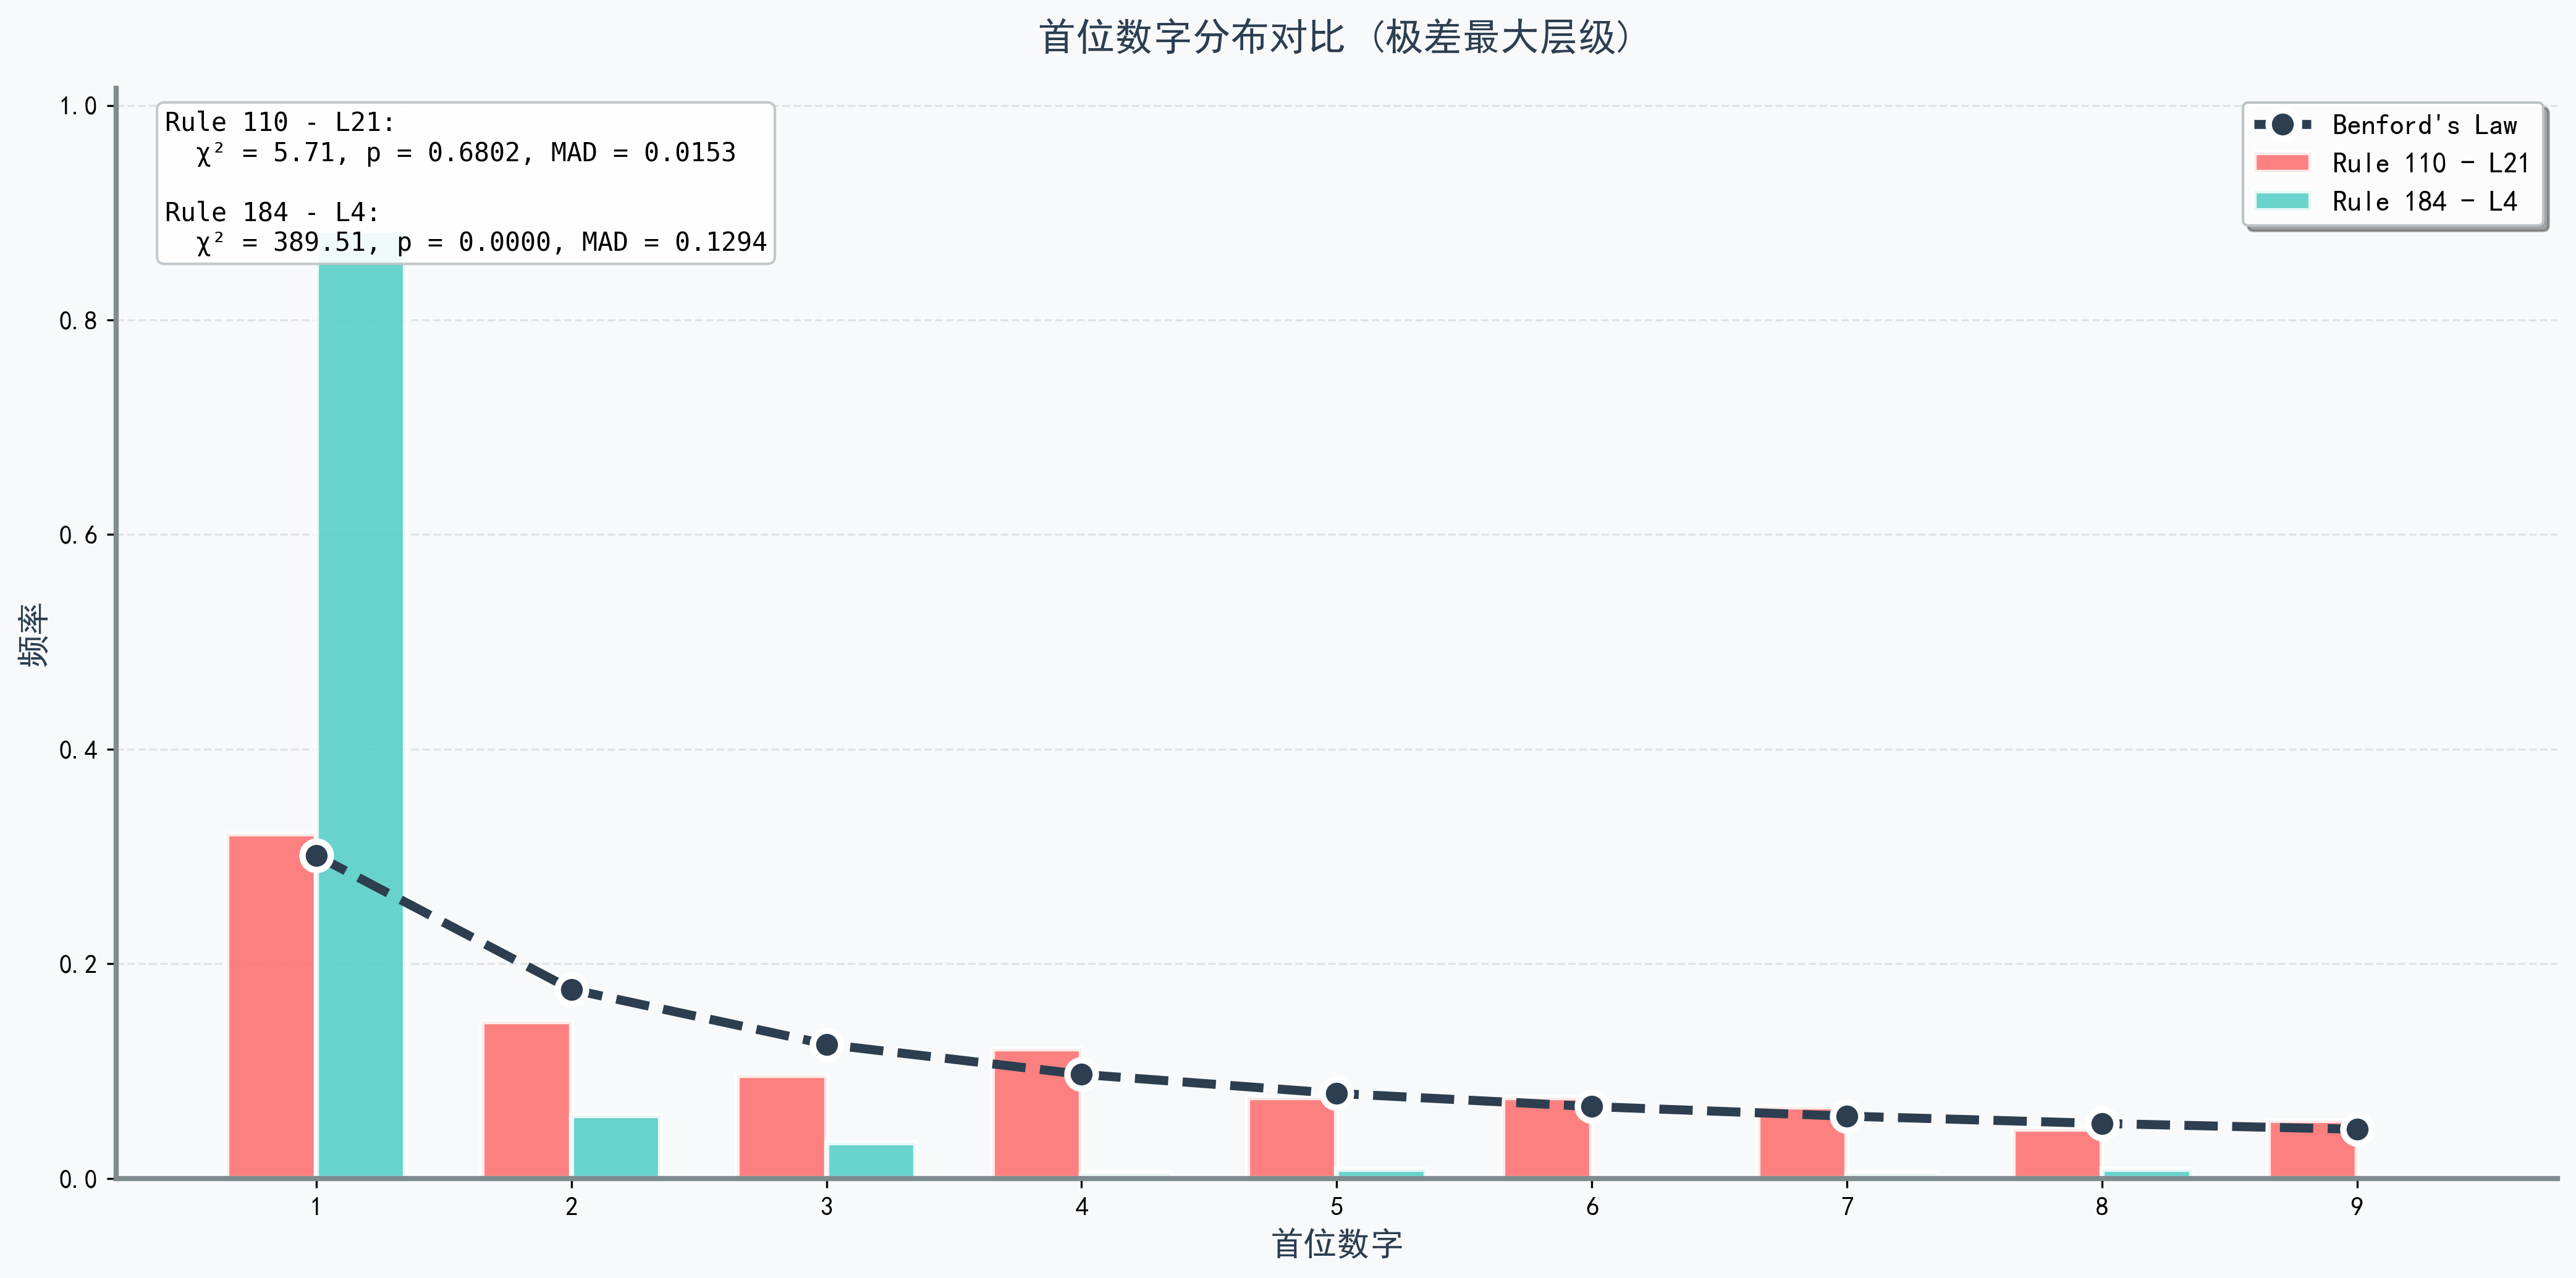 首位数字分布对比 (极差最大层级)
Rule 110 - L21:
χ² = 5.71, p = 0.6802, MAD = 0.0153
Rule 184 - L4:
χ² = 389.51, p = 0.0000, MAD = 0.1294
Benford's Law
Rule 110 - L21
Rule 184 - L4
频率
1.0
0.8
0.6
0.4
0.2
0.0
1 2 3 4 5 6 7 8 9
首位数字